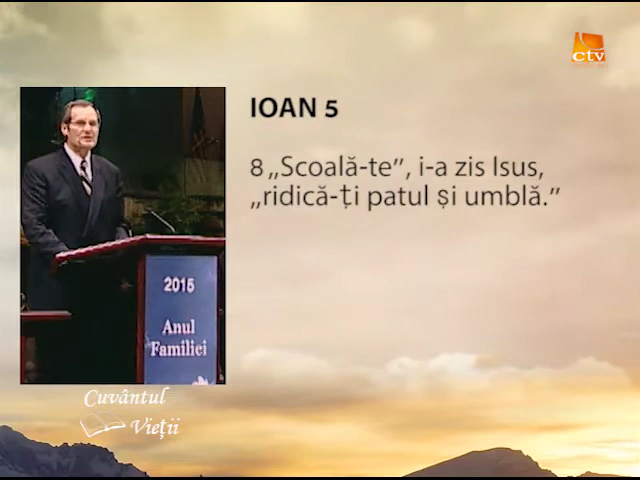 ctv
IOAN 5
8 „Scoală-te”, i-a zis Isus,
„ridică-ți patul și umblă.”
2015
Anul
Familiei
Cuvântul
Vieții